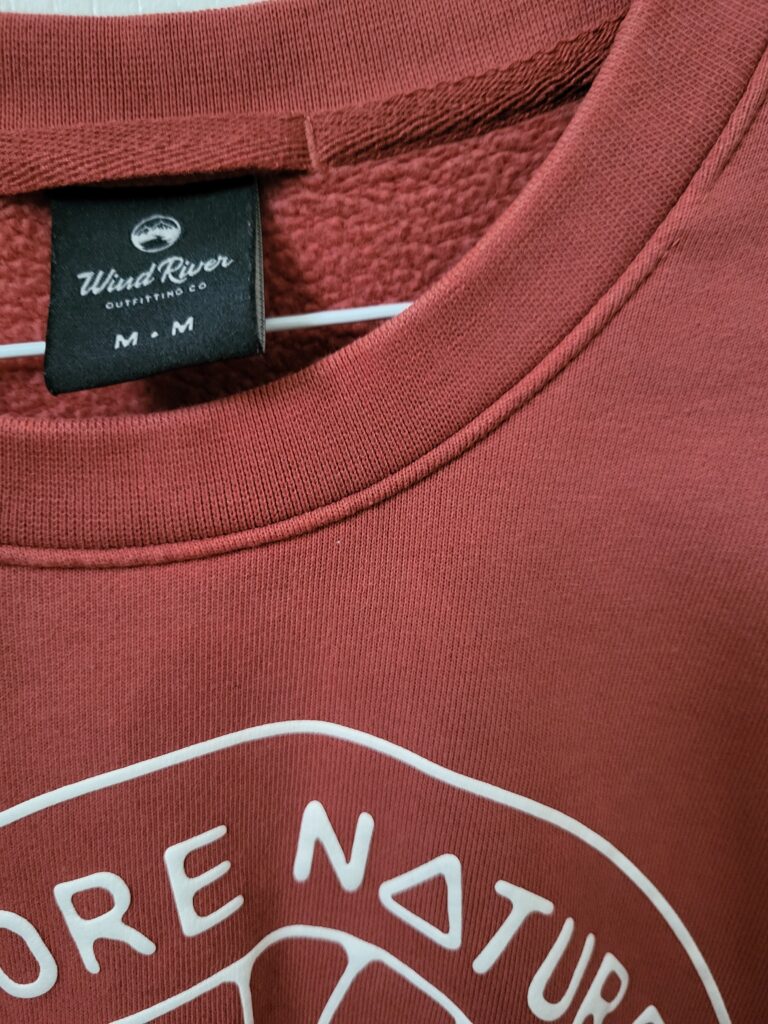 Wind River
OUTFITTING CO
M • M
ORE NATUR